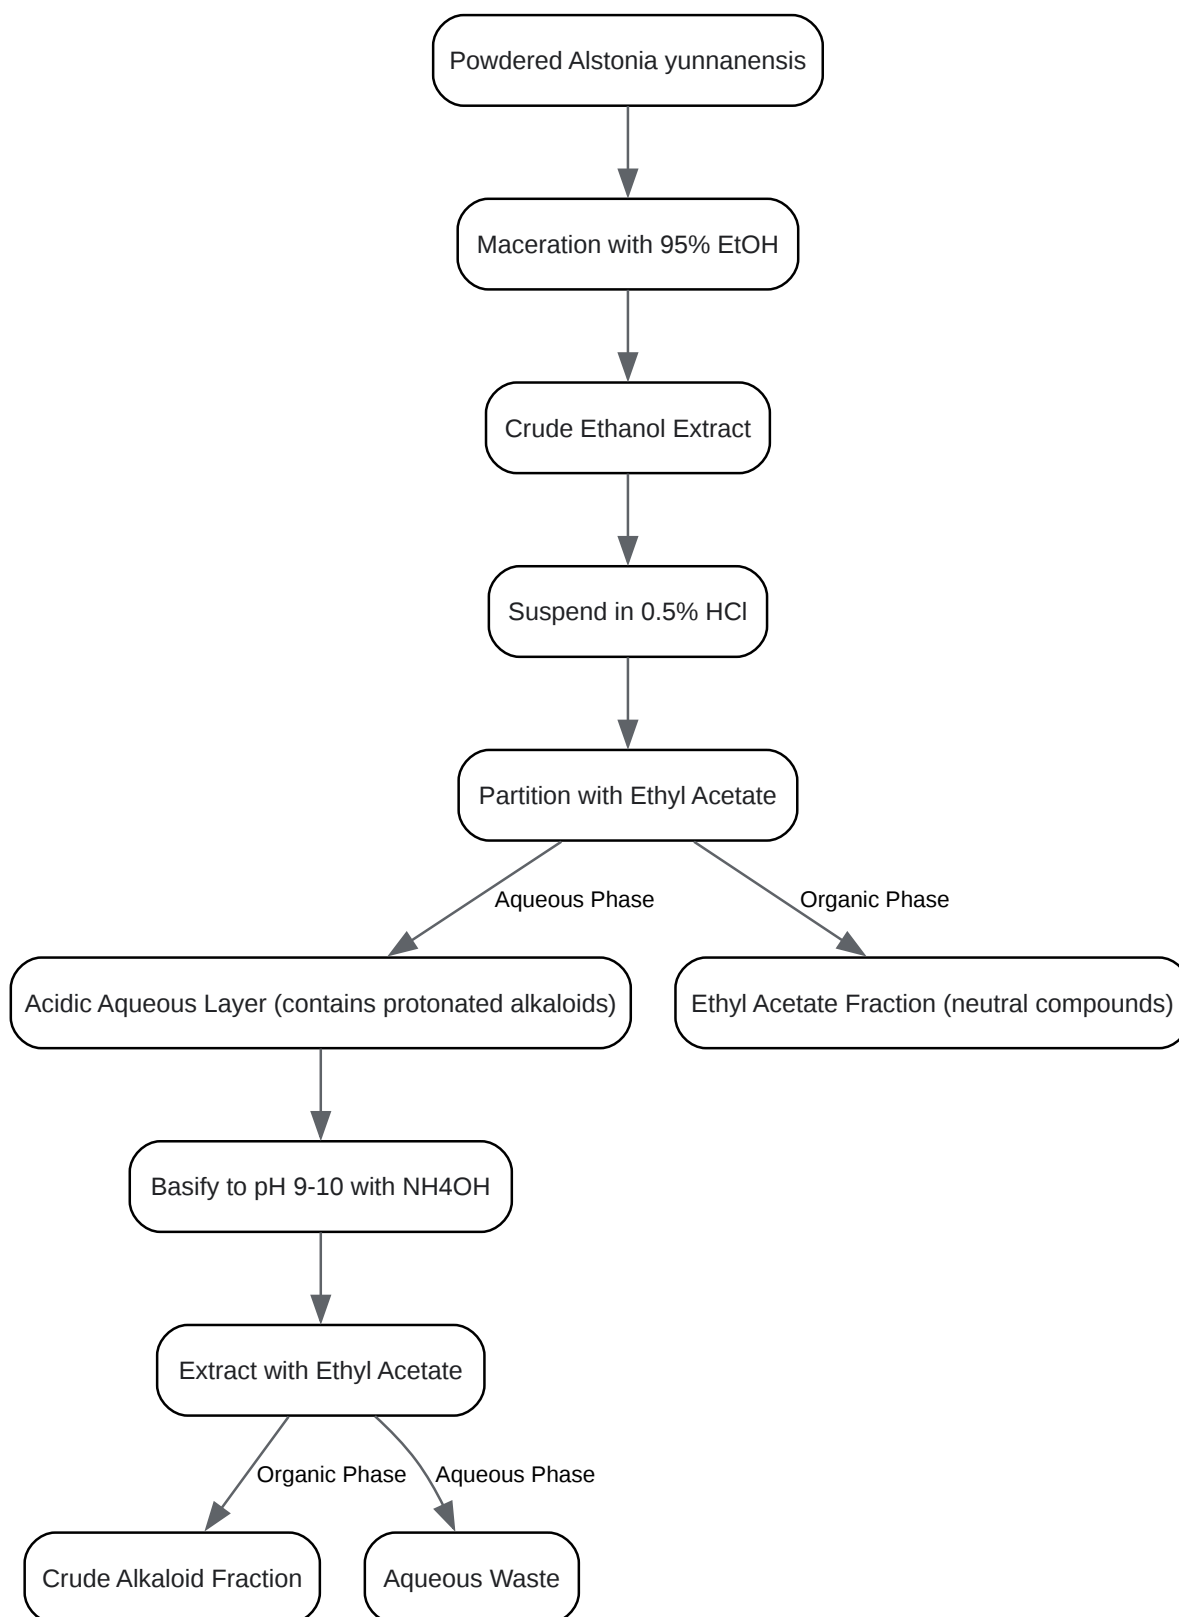 Powdered Alstonia yunnanensis
Maceration with 95% EtOH
Crude Ethanol Extract
Suspend in 0.5% HCl
Partition with Ethyl Acetate
Aqueous Phase
Organic Phase
Acidic Aqueous Layer (contains protonated alkaloids)
Ethyl Acetate Fraction (neutral compounds)
Basify to pH 9-10 with NH4OH
Extract with Ethyl Acetate
Organic Phase
Aqueous Phase
Crude Alkaloid Fraction
Aqueous Waste